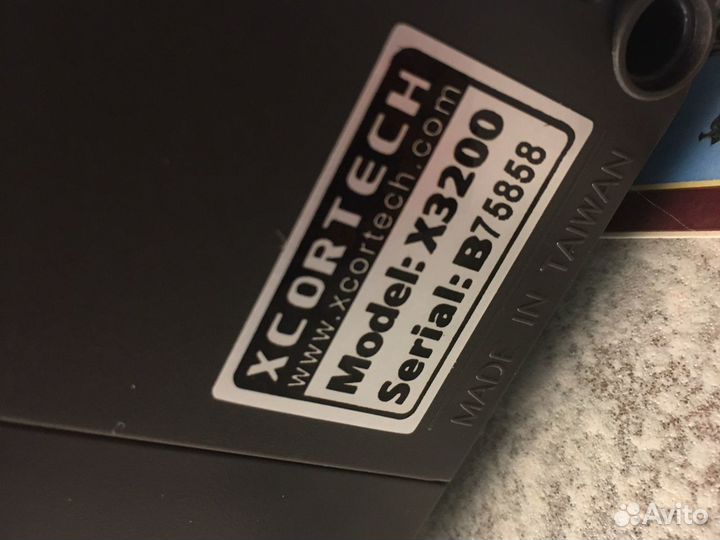 XCORTECH
www.xcortech.com
Model: X3200
Serial: B75858
MADE IN TAIWAN
Avito